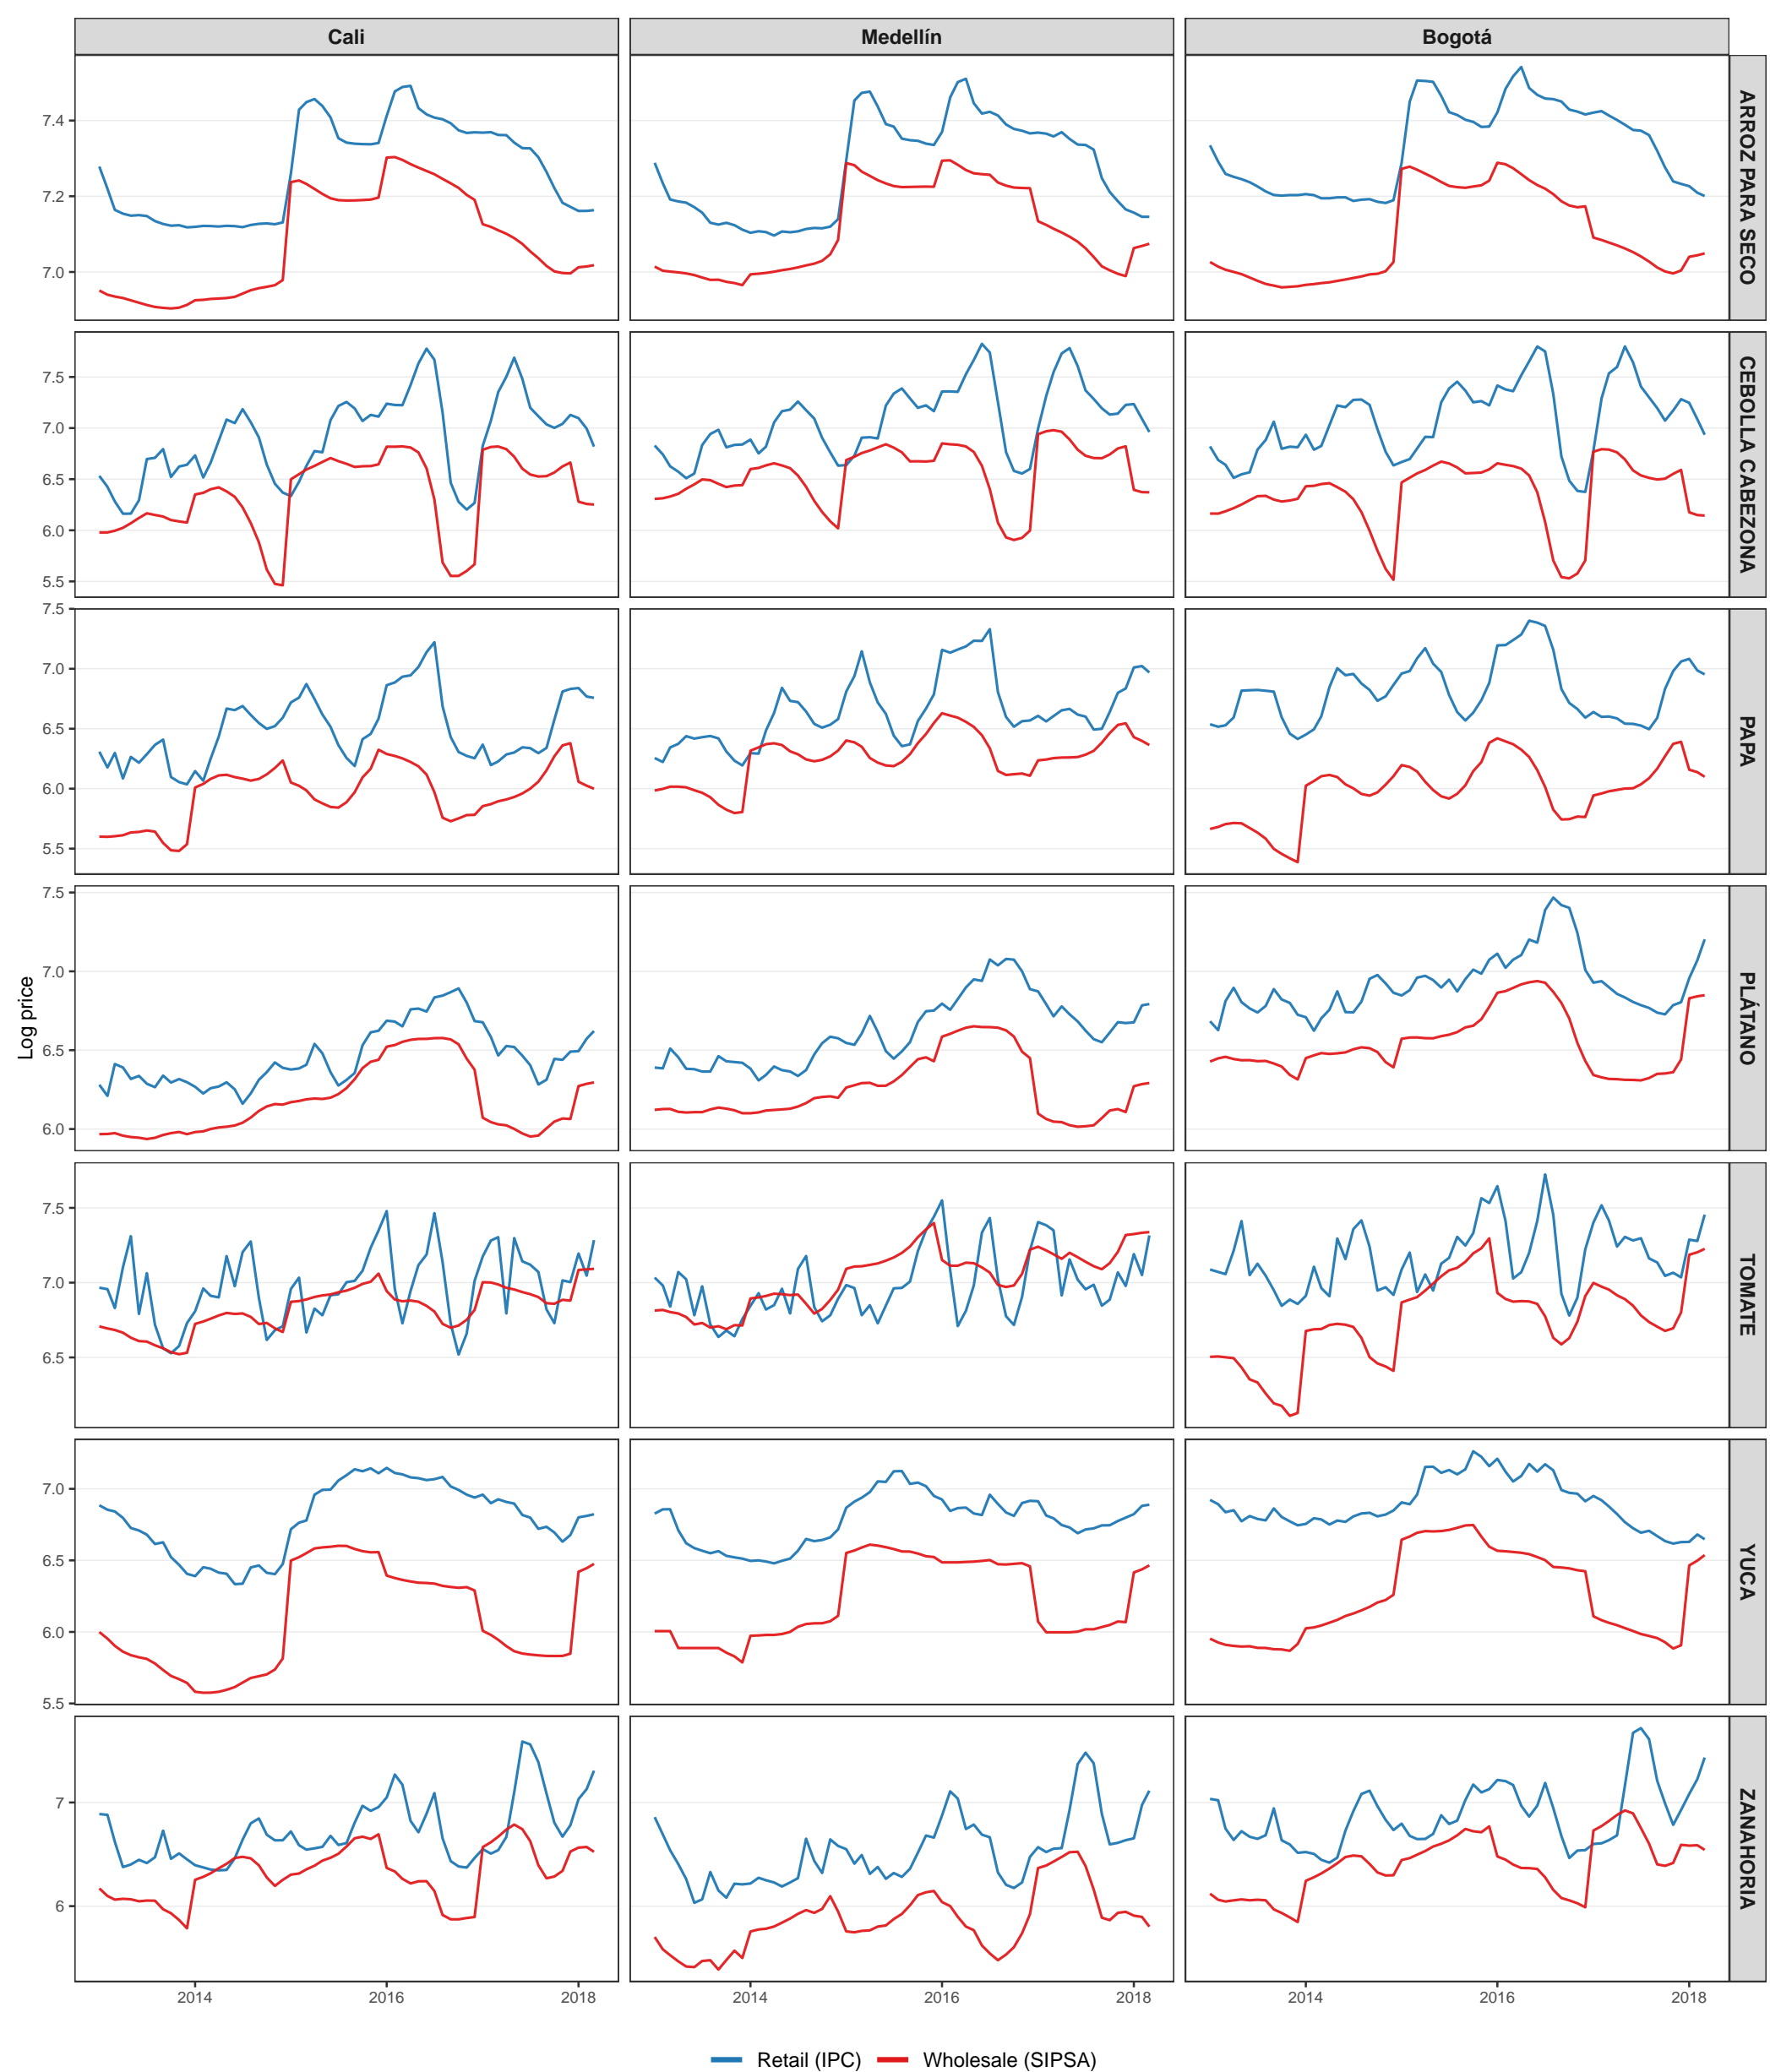 Cali
Medellín
Bogotá
7.4
7.2
7.0
ARROZ PARA SECO
7.5
7.0
6.5
6.0
5.5
CEBOLLA CABEZONA
7.5
7.0
6.5
6.0
5.5
PAPA
7.5
7.0
6.5
6.0
PLÁTANO
Log price
7.5
7.0
6.5
TOMATE
7.0
6.5
6.0
5.5
YUCA
7
6
ZANAHORIA
2014 2016 2018 2014 2016 2018 2014 2016 2018
Retail (IPC) Wholesale (SIPSA)